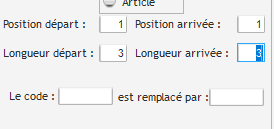 Article
Position départ : 1 Position arrivée : 1
Longueur départ : 3 Longueur arrivée : 3
Le code : est remplacé par :